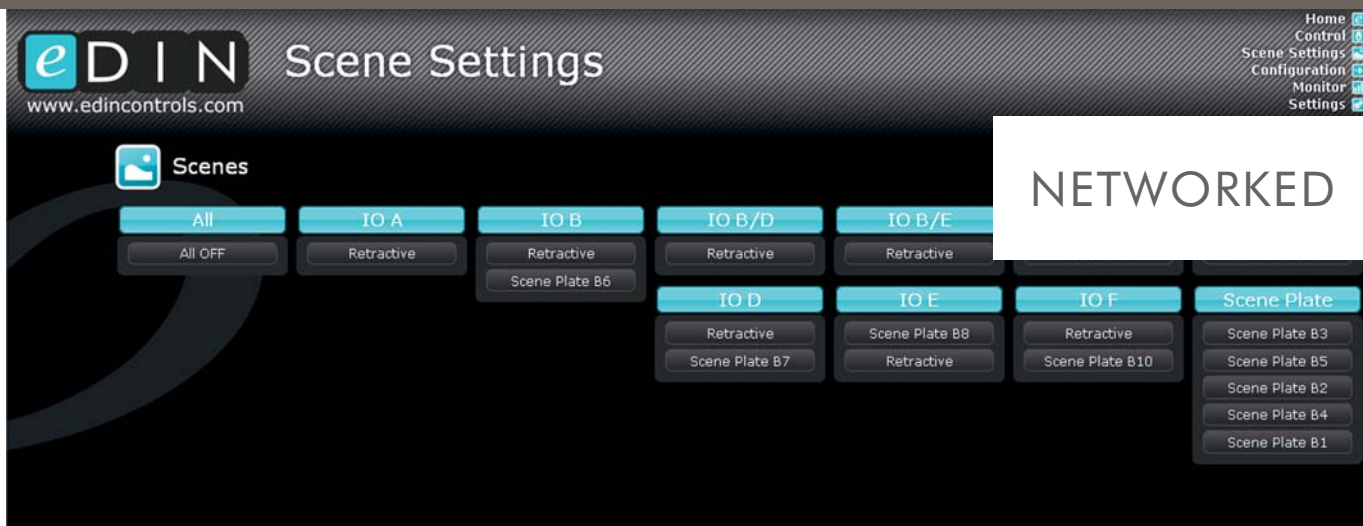 eDIN
www.edincontrols.com
Scene Settings
Home
Control
Scene Settings
Configuration
Monitor
Settings
NETWORKED
Scenes
All
All OFF
IO A
Retractive
IO B
Retractive
Scene Plate B6
IO B/D
Retractive
IO B/E
Retractive
IO D
Retractive
Scene Plate B7
IO E
Scene Plate B8
Retractive
IO F
Retractive
Scene Plate B10
Scene Plate
Scene Plate B3
Scene Plate B5
Scene Plate B2
Scene Plate B4
Scene Plate B1